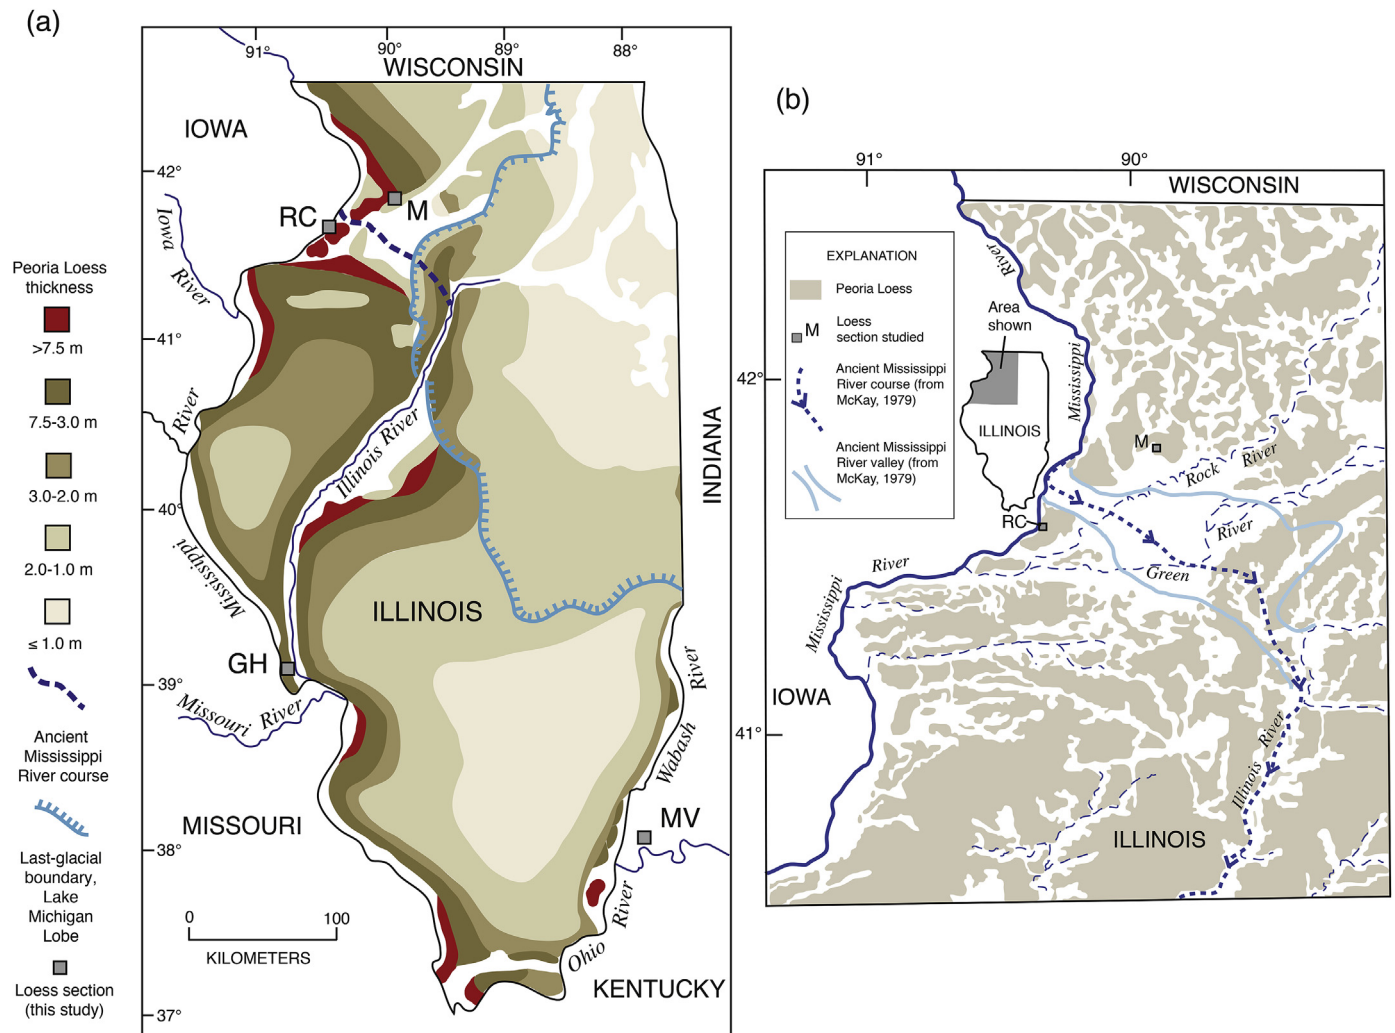 (a)
91°
90°
89°
88°
WISCONSIN
IOWA
42°
RC
M
Iowa
River
Peoria Loess
thickness
>7.5 m
7.5-3.0 m
3.0-2.0 m
2.0-1.0 m
≤ 1.0 m
Ancient
Mississippi
River course
Last-glacial
boundary,
Lake
Michigan
Lobe
Loess section
(this study)
41°
River
Illinois River
INDIANA
40°
Mississippi
ILLINOIS
GH
39°
Missouri River
River
Wabash
MISSOURI
MV
38°
0
100
KILOMETERS
River
Ohio
KENTUCKY
37°
(b)
91°
90°
WISCONSIN
River
EXPLANATION
Peoria Loess
M
Loess
section studied
Ancient Mississippi
River course (from
McKay, 1979)
Ancient Mississippi
River valley (from
McKay, 1979)
Area
shown
ILLINOIS
Mississippi
42°
M
Rock River
RC
River
River
Green
Mississippi
IOWA
41°
Illinois River
ILLINOIS